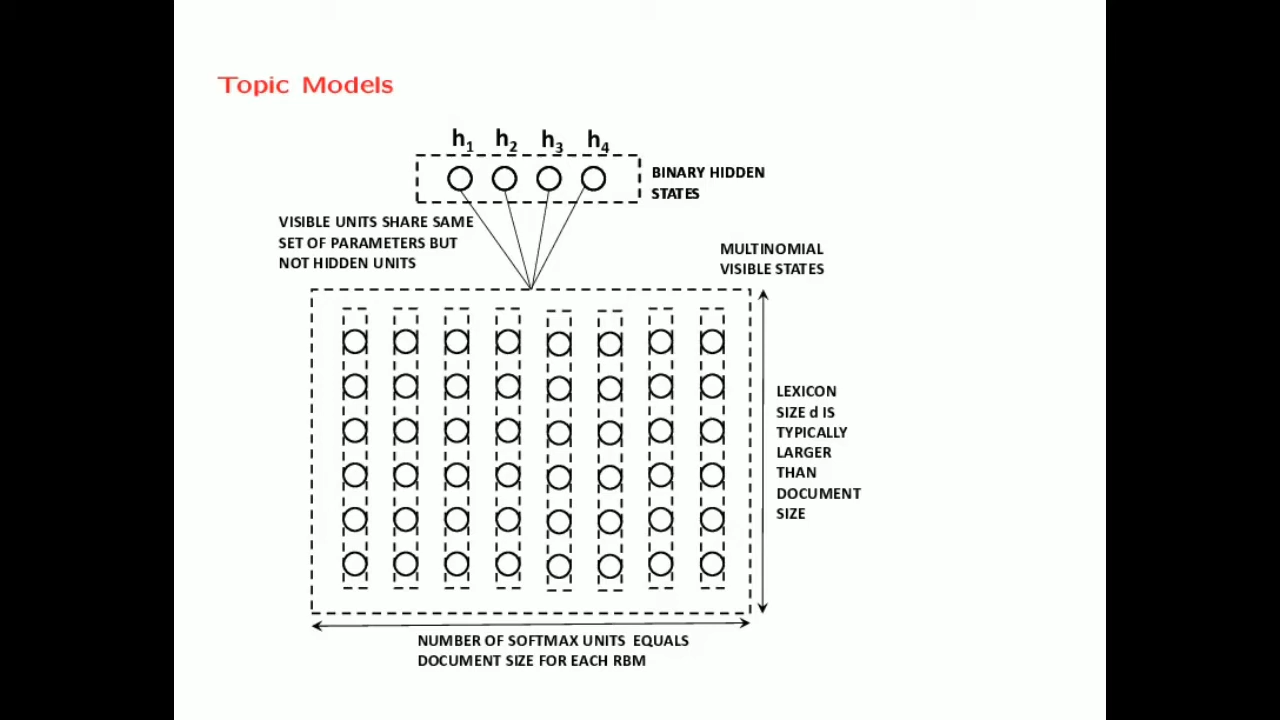 Topic Models
h1 h2 h3 h4
BINARY HIDDEN
STATES
VISIBLE UNITS SHARE SAME
SET OF PARAMETERS BUT
NOT HIDDEN UNITS
MULTINOMIAL
VISIBLE STATES
LEXICON
SIZE d IS
TYPICALLY
LARGER
THAN
DOCUMENT
SIZE
NUMBER OF SOFTMAX UNITS EQUALS
DOCUMENT SIZE FOR EACH RBM